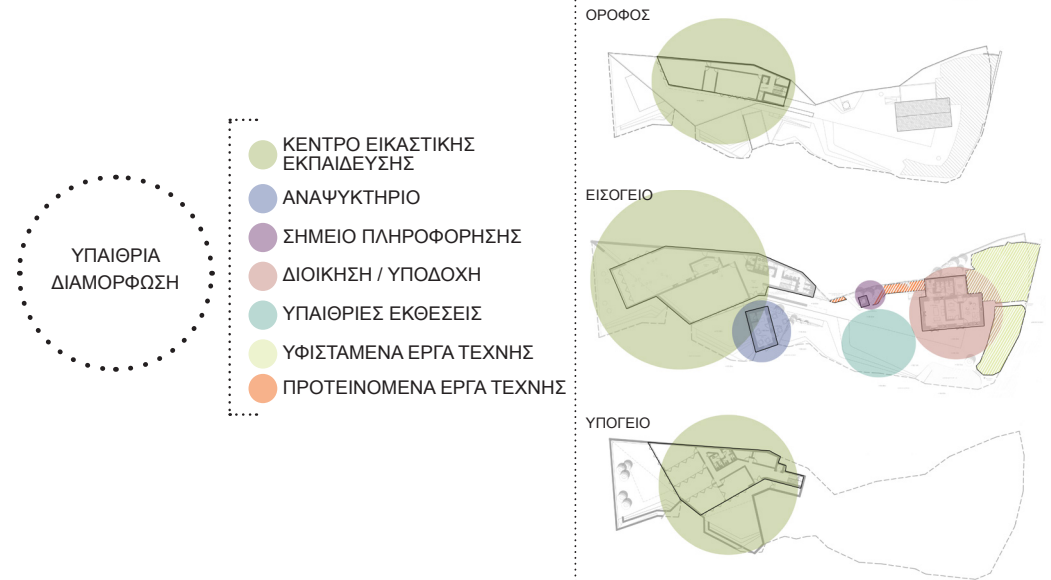 ΥΠΑΙΘΡΙΑ
ΔΙΑΜΟΡΦΩΣΗ
ΚΕΝΤΡΟ ΕΙΚΑΣΤΙΚΗΣ
ΕΚΠΑΙΔΕΥΣΗΣ
ΑΝΑΨΥΚΤΗΡΙΟ
ΣΗΜΕΙΟ ΠΛΗΡΟΦΟΡΗΣΗΣ
ΔΙΟΙΚΗΣΗ / ΥΠΟΔΟΧΗ
ΥΠΑΙΘΡΙΕΣ ΕΚΘΕΣΕΙΣ
ΥΦΙΣΤΑΜΕΝΑ ΕΡΓΑ ΤΕΧΝΗΣ
ΠΡΟΤΕΙΝΟΜΕΝΑ ΕΡΓΑ ΤΕΧΝΗΣ
ΟΡΟΦΟΣ
ΕΙΣΟΓΕΙΟ
ΥΠΟΓΕΙΟ